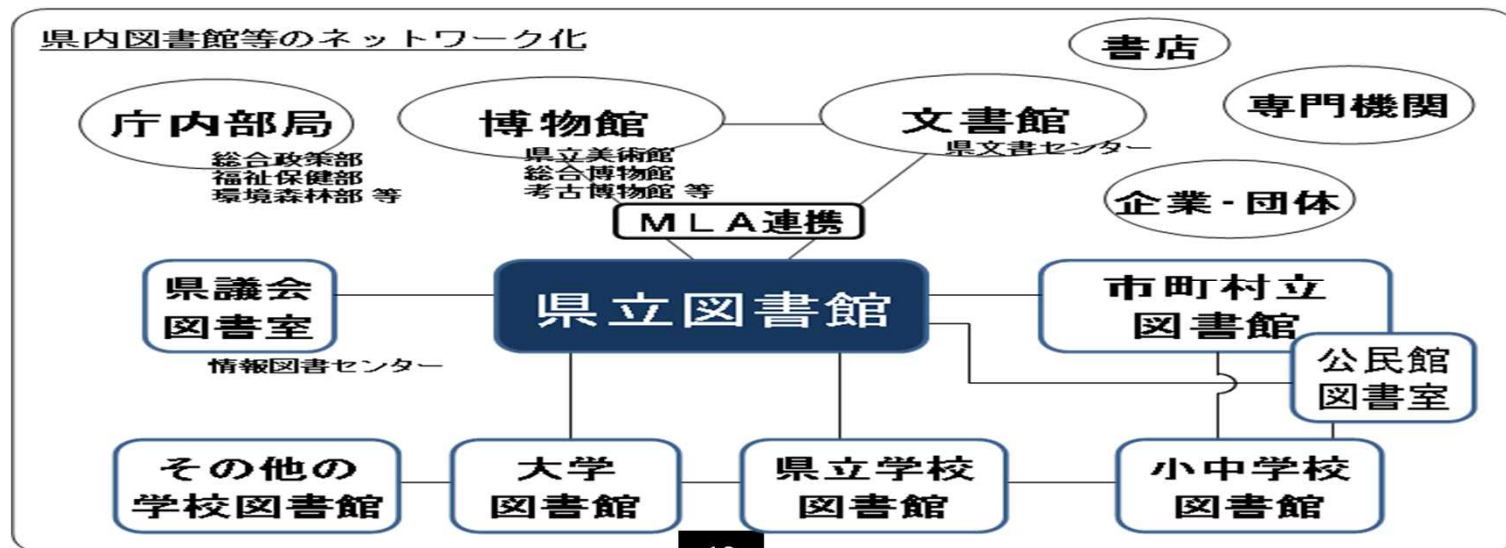 県内図書館等のネットワーク化
書店
庁内部局
総合政策部
福祉保健部
環境森林部 等
博物館
県立美術館
総合博物館
考古博物館 等
文書館
県文書センター
専門機関
企業・団体
MLA連携
県議会
図書室
情報図書センター
県立図書館
市町村立
図書館
公民館
図書室
その他の
学校図書館
大学
図書館
県立学校
図書館
小中学校
図書館